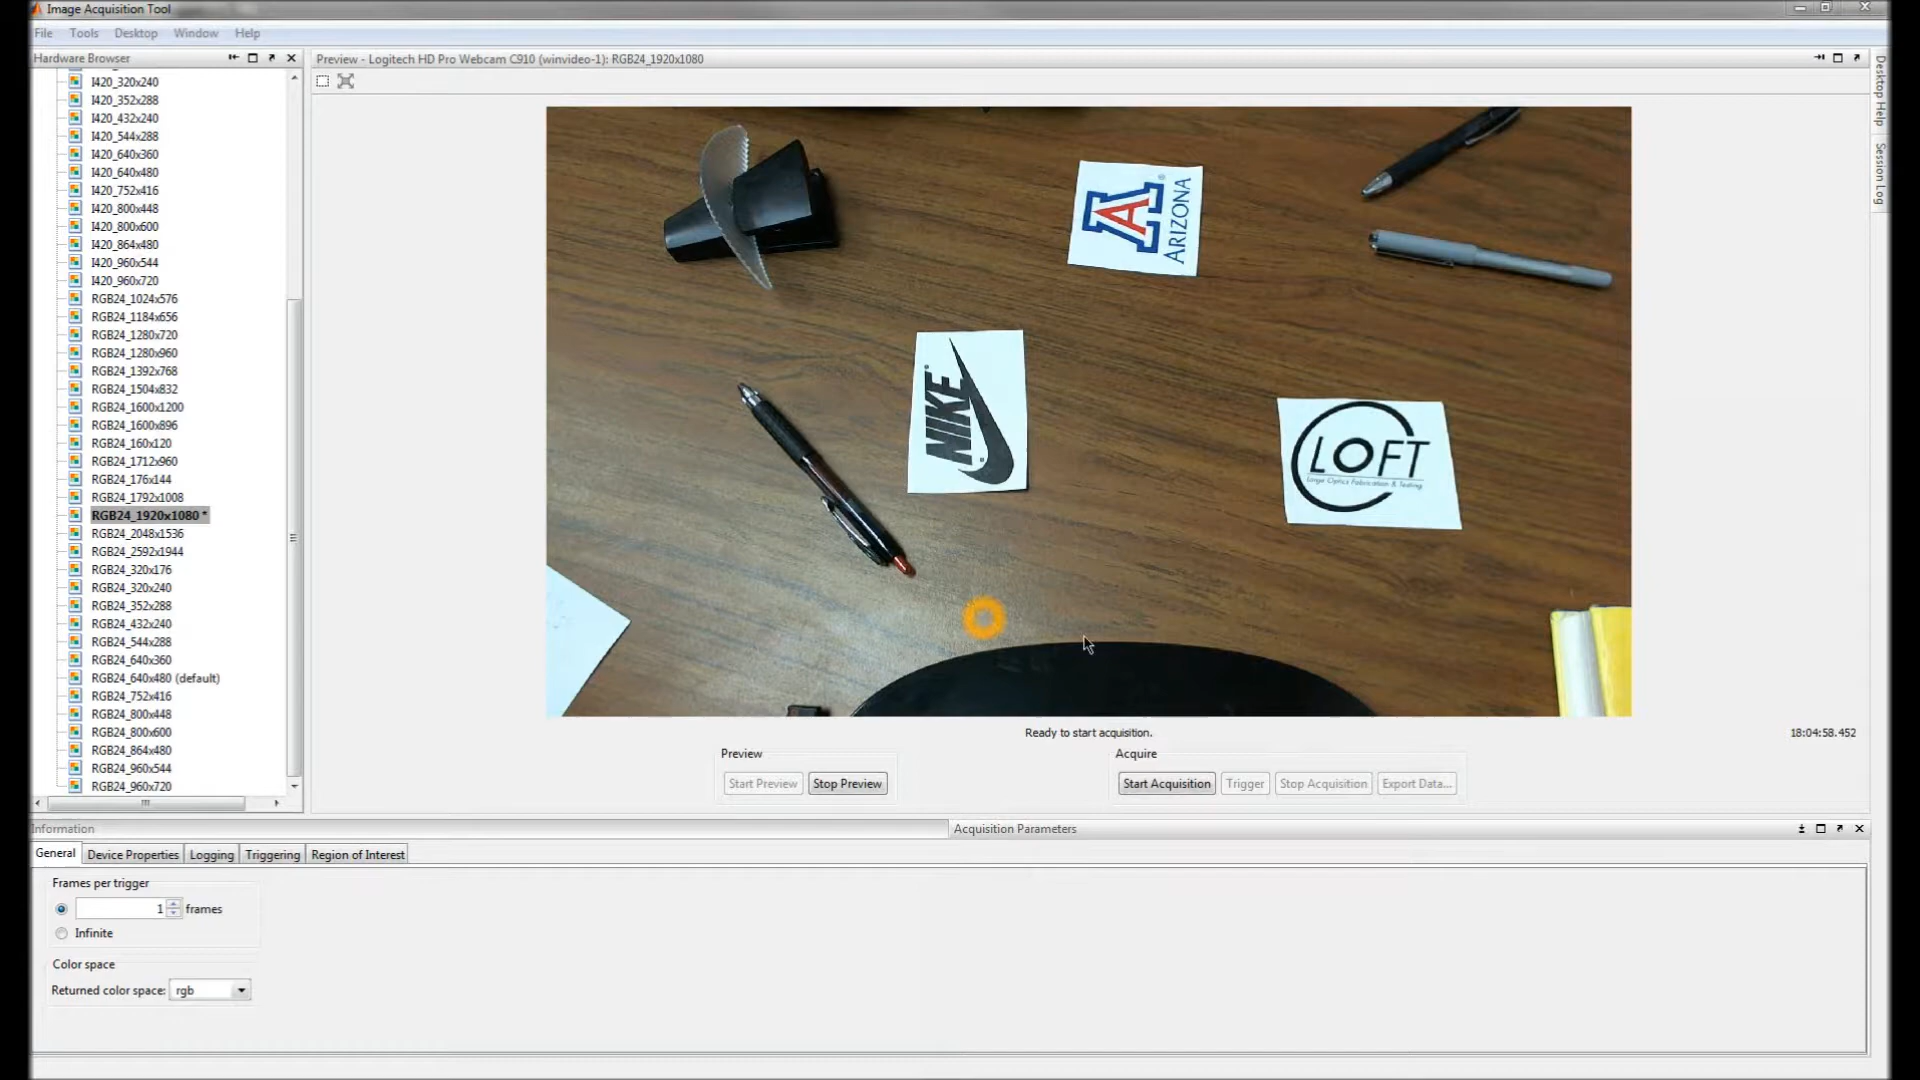 Image Acquisition Tool
File Tools Desktop Window Help
Hardware Browser
Preview - Logitech HD Pro Webcam C910 (winvideo-1): RGB24_1920x1080
I420_320x240
I420_352x288
I420_432x240
I420_544x288
I420_640x360
I420_640x480
I420_752x416
I420_800x448
I420_800x600
I420_864x480
I420_960x544
I420_960x720
RGB24_1024x576
RGB24_1184x656
RGB24_1280x720
RGB24_1280x960
RGB24_1392x768
RGB24_1504x832
RGB24_1600x1200
RGB24_1600x896
RGB24_160x120
RGB24_1712x960
RGB24_176x144
RGB24_1792x1008
RGB24_1920x1080 *
RGB24_2048x1536
RGB24_2592x1944
RGB24_320x176
RGB24_320x240
RGB24_352x288
RGB24_432x240
RGB24_544x288
RGB24_640x360
RGB24_640x480 (default)
RGB24_752x416
RGB24_800x448
RGB24_800x600
RGB24_864x480
RGB24_960x544
RGB24_960x720
A
ARIZONA
®
NIKE
LOFT
Large Optics Fabrication & Testing
Desktop Help
Session Log
Ready to start acquisition.
18:04:58.452
Preview
Start Preview Stop Preview
Acquire
Start Acquisition Trigger Stop Acquisition Export Data...
Information
Acquisition Parameters
General Device Properties Logging Triggering Region of Interest
Frames per trigger
1 frames
Infinite
Color space
Returned color space: rgb